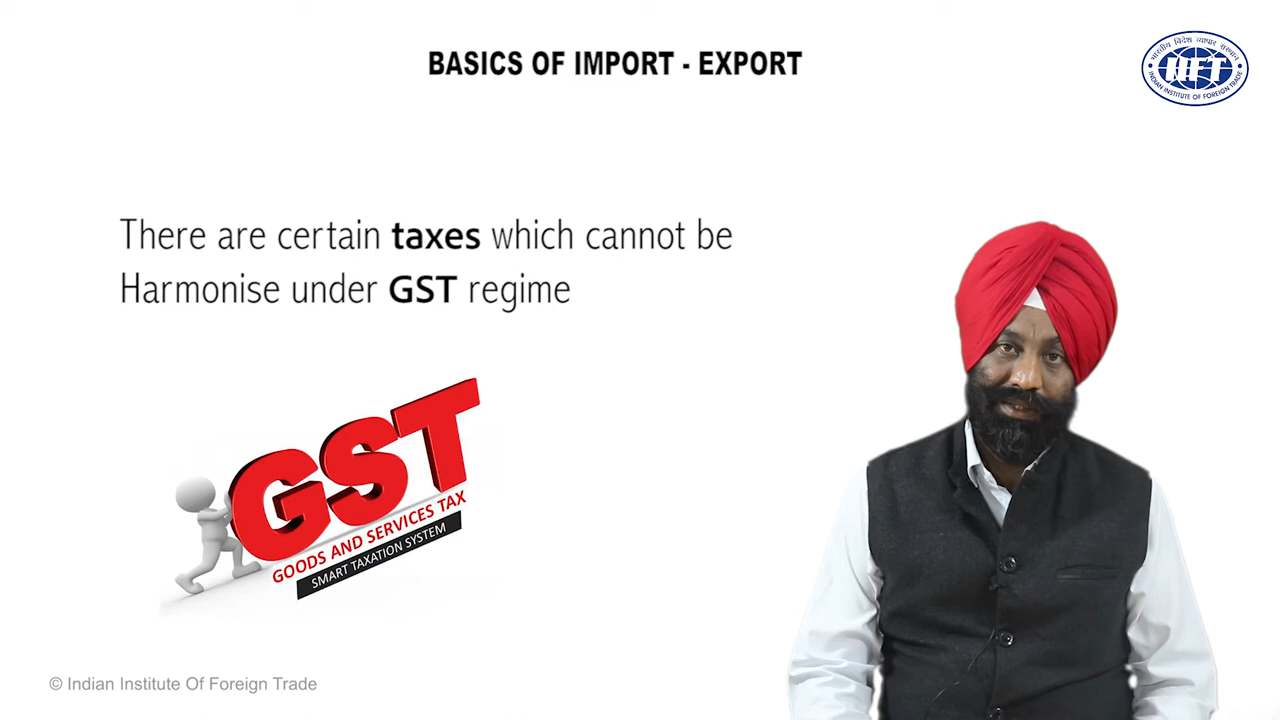 BASICS OF IMPORT - EXPORT
भारतीय विदेश व्यापार संस्थान
IIFT
INDIAN INSTITUTE OF FOREIGN TRADE
There are certain taxes which cannot be
Harmonise under GST regime
GST
GOODS AND SERVICES TAX
SMART TAXATION SYSTEM
© Indian Institute Of Foreign Trade